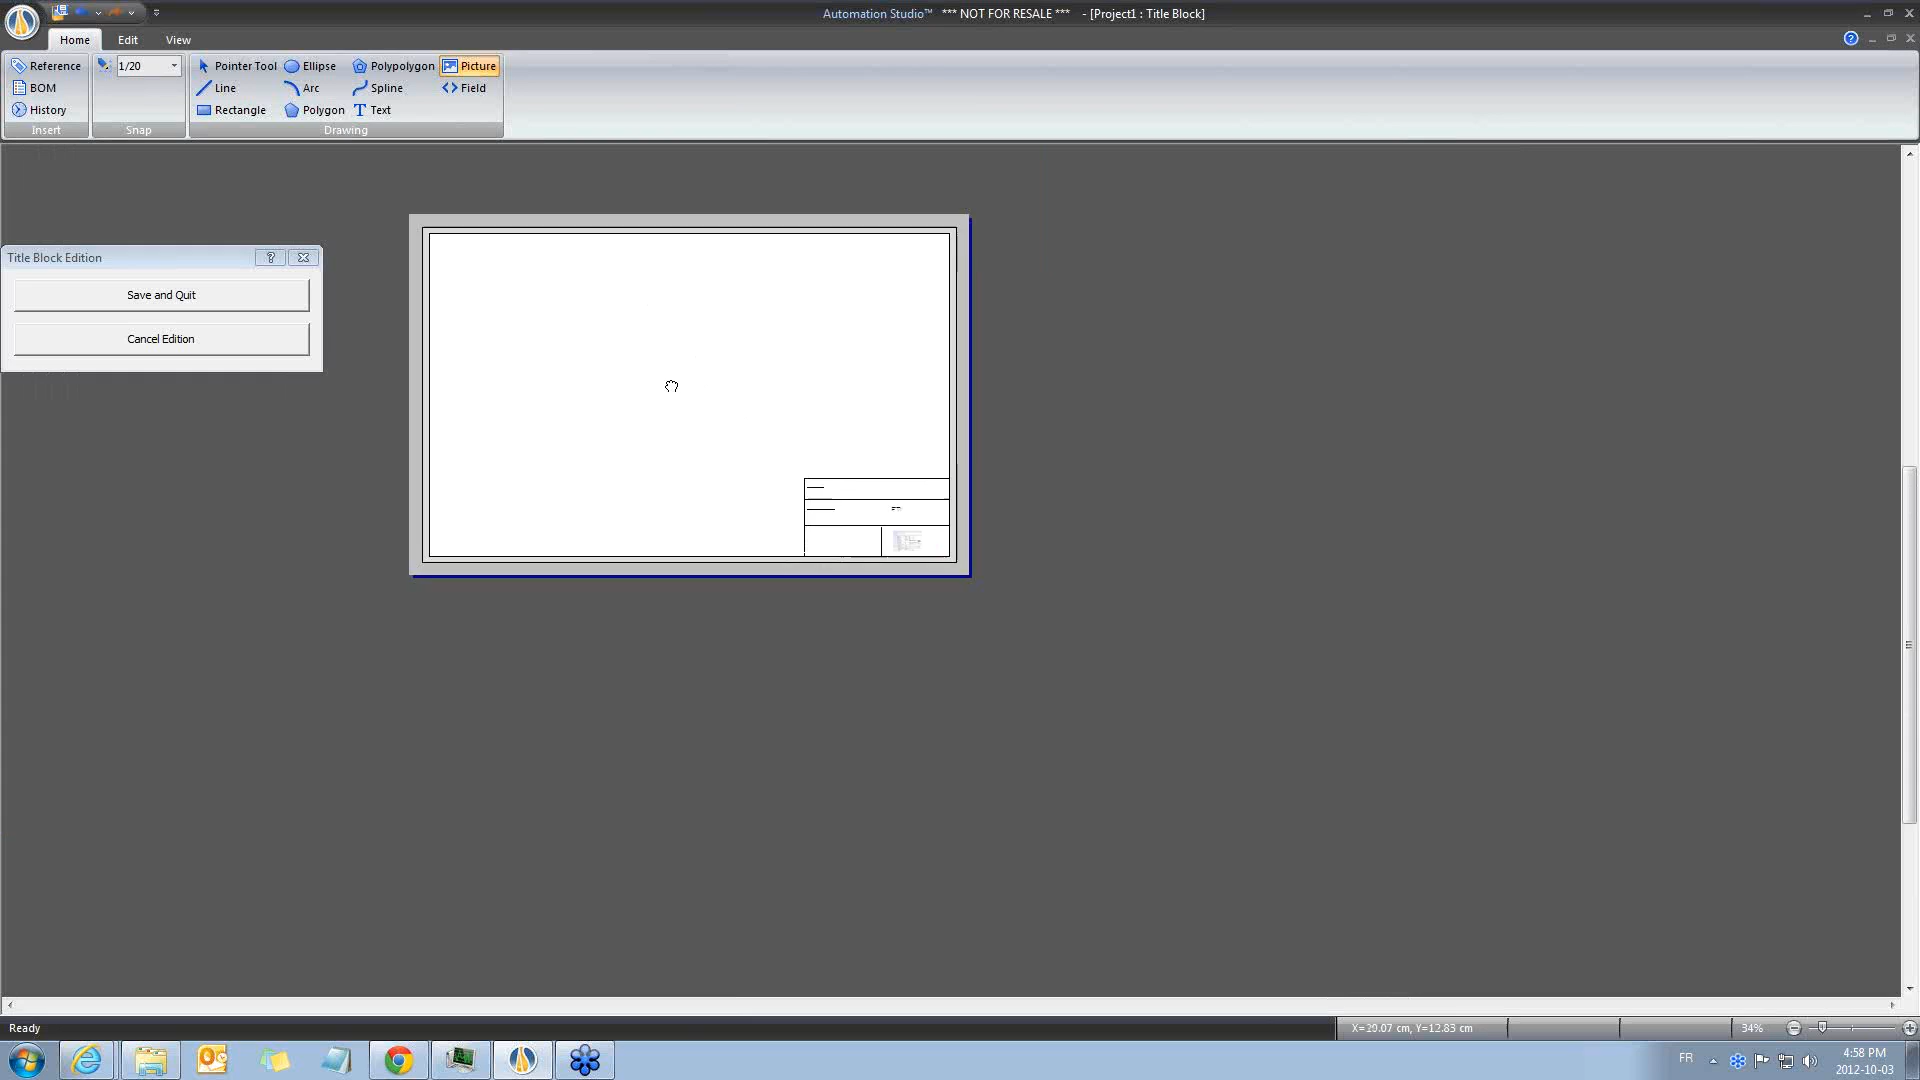 Automation Studio™ *** NOT FOR RESALE *** - [Project1 : Title Block]
Home Edit View
Reference 1/20 Pointer Tool Ellipse Polypolygon Picture
BOM Line Arc Spline Field
History Rectangle Polygon Text
Insert Snap Drawing
Title Block Edition
Save and Quit
Cancel Edition
Ready X=29.07 cm, Y=12.83 cm 34%
FR 4:58 PM
2012-10-03